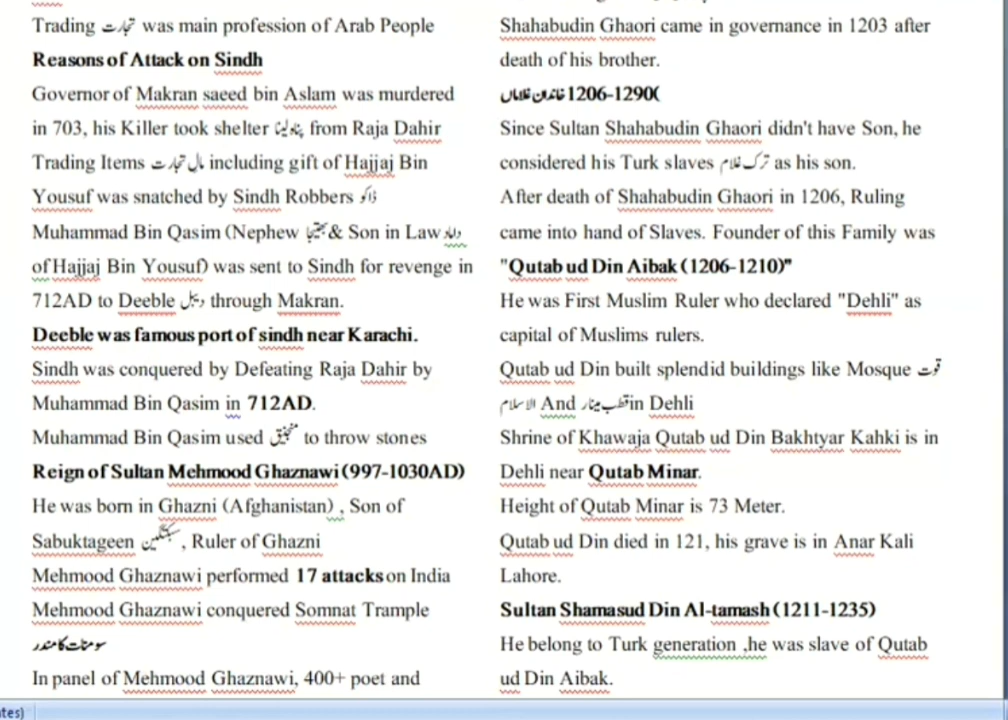 Trading تجارت was main profession of Arab People
Reasons of Attack on Sindh
Governor of Makran saeed bin Aslam was murdered
in 703, his Killer took shelter پناہ لینا from Raja Dahir
Trading Items مال تجارت including gift of Hajjaj Bin
Yousuf was snatched by Sindh Robbers ڈاکو
Muhammad Bin Qasim (Nephew بھتیجا & Son in Law داماد
of Hajjaj Bin Yousuf) was sent to Sindh for revenge in
712AD to Deeble دیبل through Makran.
Deeble was famous port of sindh near Karachi.
Sindh was conquered by Defeating Raja Dahir by
Muhammad Bin Qasim in 712AD.
Muhammad Bin Qasim used منجنیق to throw stones
Reign of Sultan Mehmood Ghaznawi (997-1030AD)
He was born in Ghazni (Afghanistan) , Son of
Sabuktageen سبکتگین , Ruler of Ghazni
Mehmood Ghaznawi performed 17 attacks on India
Mehmood Ghaznawi conquered Somnat Trample
سومنات کا مندر
In panel of Mehmood Ghaznawi, 400+ poet and
Shahabudin Ghaori came in governance in 1203 after
death of his brother.
خاندان غلاماں 1206-1290(
Since Sultan Shahabudin Ghaori didn't have Son, he
considered his Turk slaves ترک غلام as his son.
After death of Shahabudin Ghaori in 1206, Ruling
came into hand of Slaves. Founder of this Family was
"Qutab ud Din Aibak (1206-1210)"
He was First Muslim Ruler who declared "Dehli" as
capital of Muslims rulers.
Qutab ud Din built splendid buildings like Mosque قوت
الاسلام And قطب مینار in Dehli
Shrine of Khawaja Qutab ud Din Bakhtyar Kahki is in
Dehli near Qutab Minar.
Height of Qutab Minar is 73 Meter.
Qutab ud Din died in 121, his grave is in Anar Kali
Lahore.
Sultan Shamasud Din Al-tamash (1211-1235)
He belong to Turk generation ,he was slave of Qutab
ud Din Aibak.
tes)